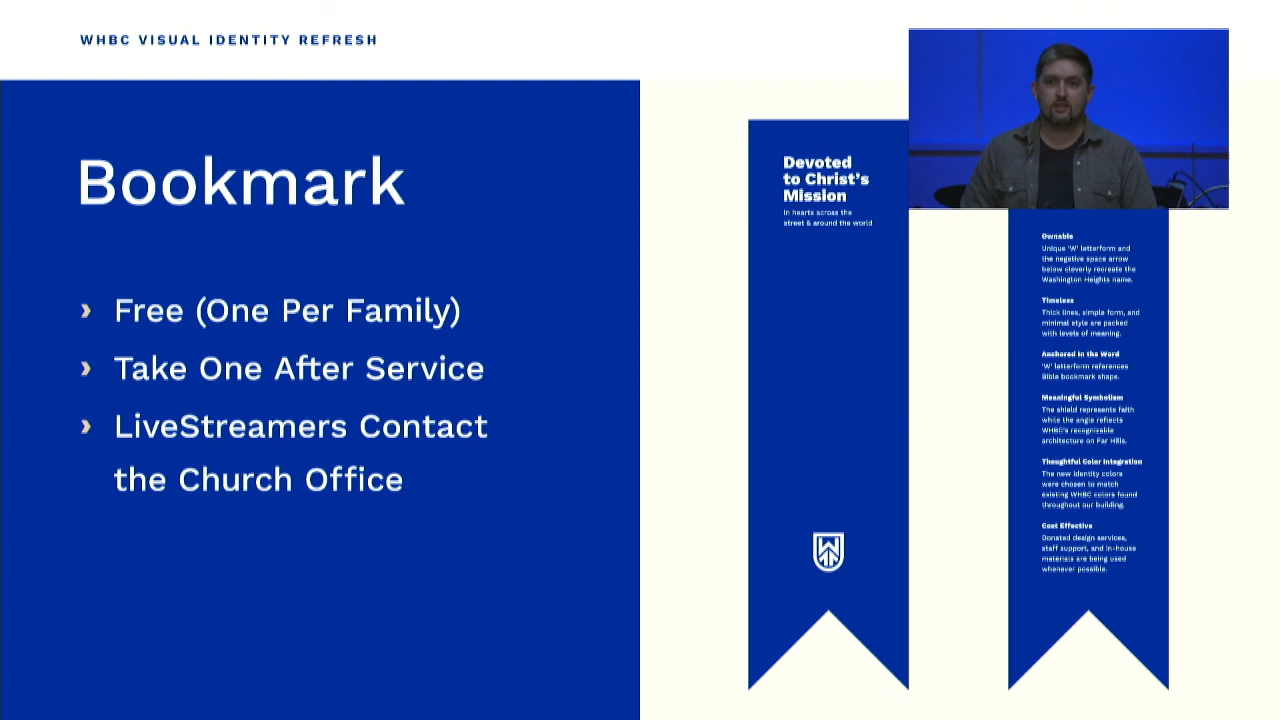 WHBC VISUAL IDENTITY REFRESH
Bookmark
› Free (One Per Family)
› Take One After Service
› LiveStreamers Contact
the Church Office
Devoted
to Christ's
Mission
In hearts across the
street & around the world
Ownable
Unique 'W' letterform and
the negative space arrow
below cleverly recreate the
Washington Heights name.
Timeless
Thick lines, simple form, and
minimal style are packed
with levels of meaning.
Anchored in the Word
'W' letterform references
Bible bookmark shape.
Meaningful Symbolism
The shield represents faith
while the angle reflects
WHBC's recognizable
architecture on Far Hills.
Thoughtful Color Integration
The new identity colors
were chosen to match
existing WHBC colors found
throughout our building.
Cost Effective
Donated design services,
staff support, and in-house
materials are being used
whenever possible.